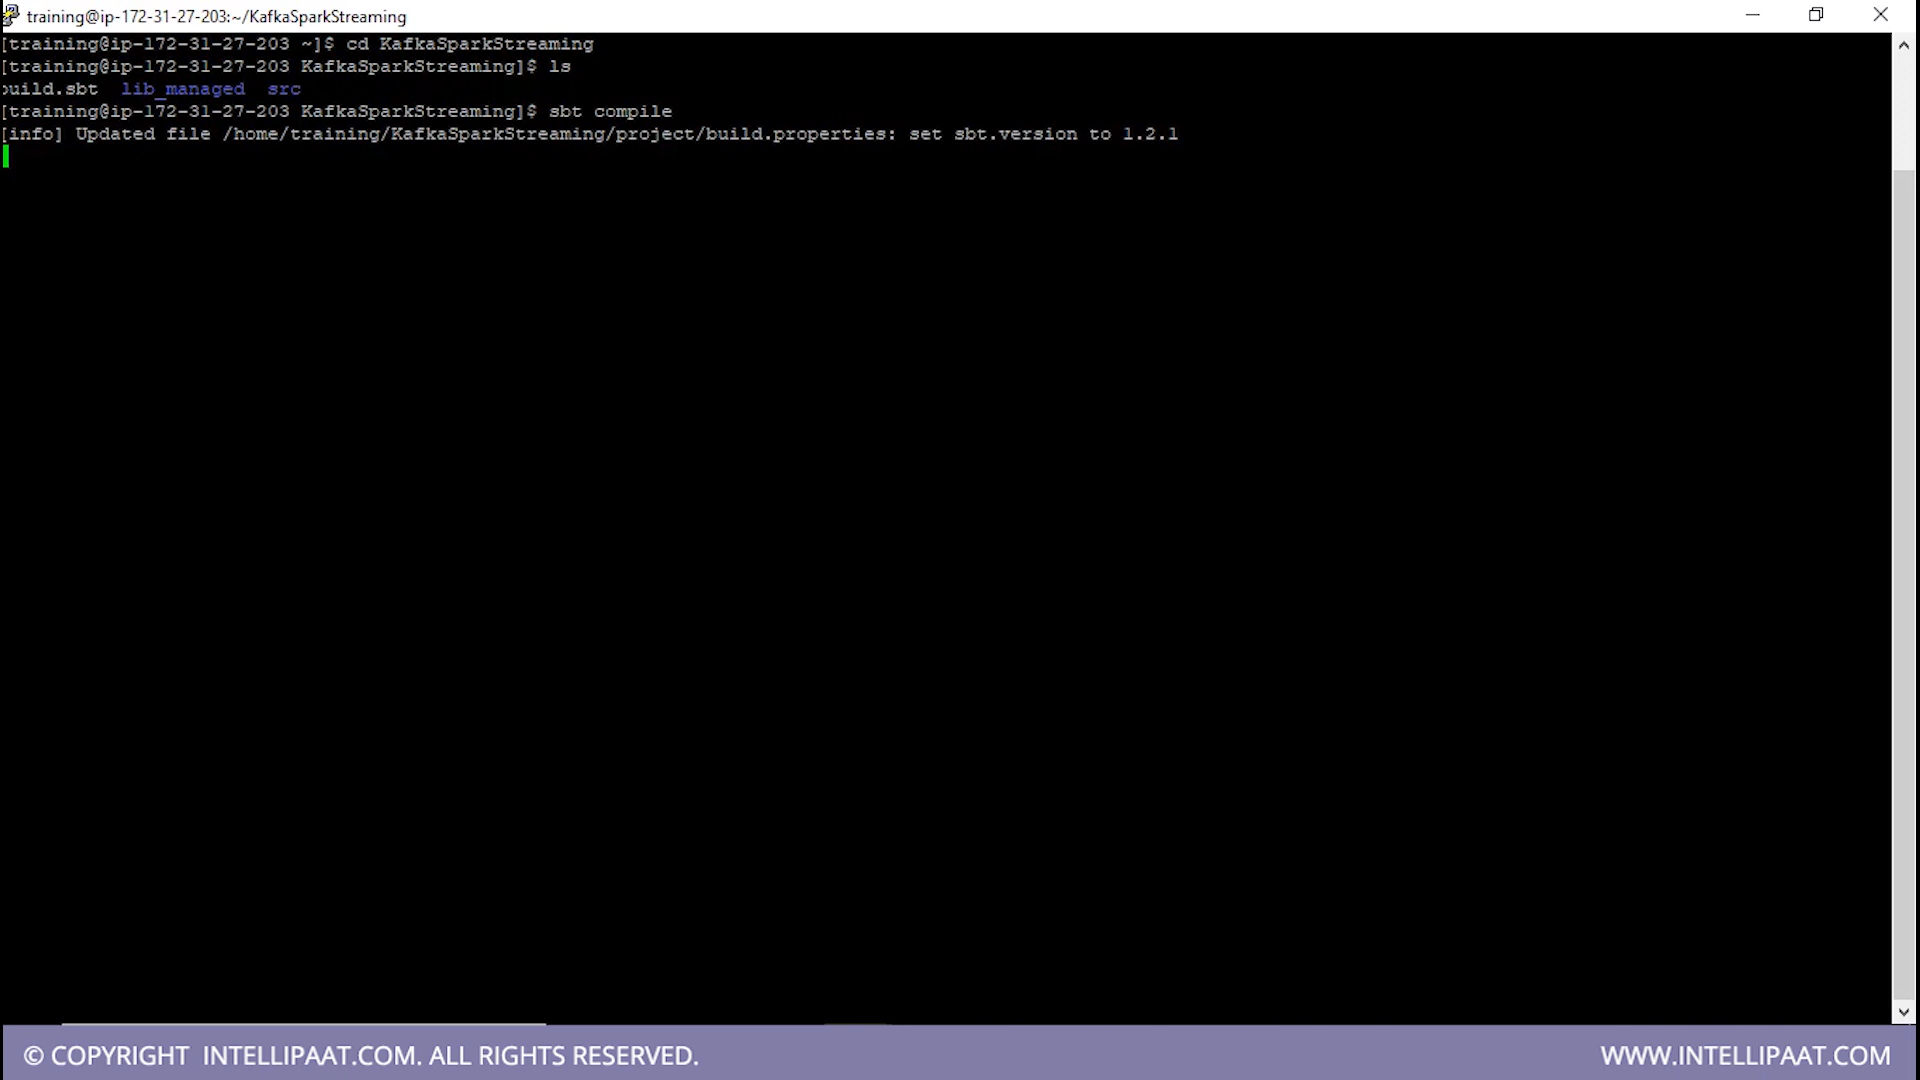 training@ip-172-31-27-203:~/KafkaSparkStreaming
[training@ip-172-31-27-203 ~]$ cd KafkaSparkStreaming
[training@ip-172-31-27-203 KafkaSparkStreaming]$ ls
build.sbt  lib_managed  src
[training@ip-172-31-27-203 KafkaSparkStreaming]$ sbt compile
[info] Updated file /home/training/KafkaSparkStreaming/project/build.properties: set sbt.version to 1.2.1
© COPYRIGHT INTELLIPAAT.COM. ALL RIGHTS RESERVED.
WWW.INTELLIPAAT.COM